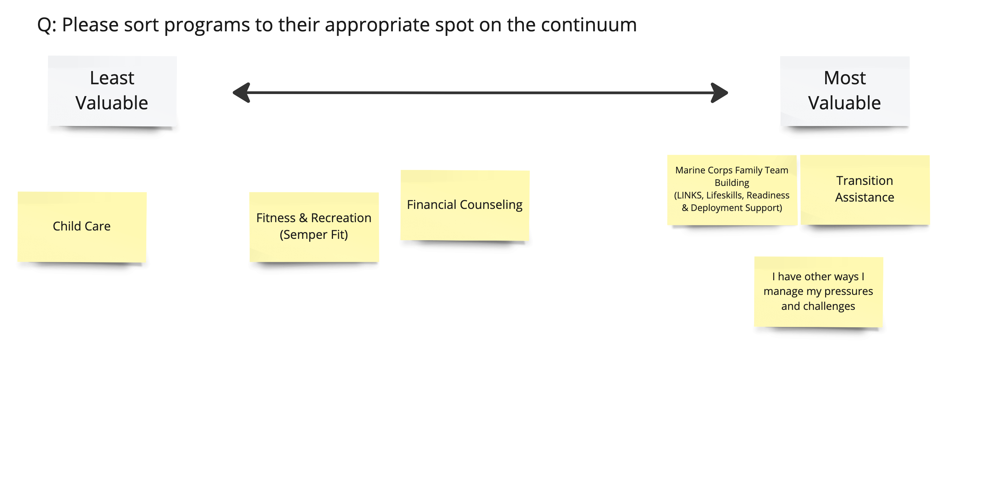 Q: Please sort programs to their appropriate spot on the continuum
Least
Valuable
Most
Valuable
Child Care
Fitness & Recreation
(Semper Fit)
Financial Counseling
Marine Corps Family Team
Building
(LINKS, Lifeskills, Readiness
& Deployment Support)
Transition
Assistance
I have other ways I
manage my pressures
and challenges